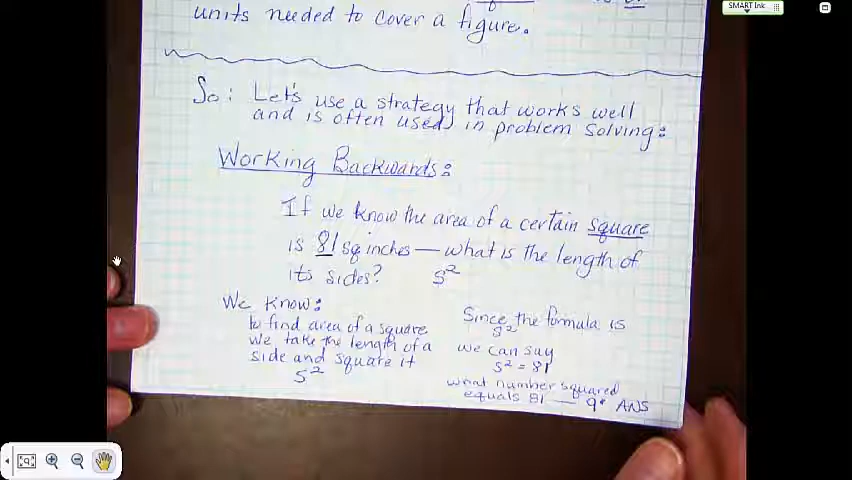 SMART Ink
units needed to cover a figure.
So: Let's use a strategy that works well
and is often used in problem solving:
Working Backwards:
If we know the area of a certain square
is 81 sq inches — what is the length of
its sides? S²
We know:
to find area of a square
we take the length of a
side and square it
S²
Since the formula is
S²
we can say
S² = 81
what number squared
equals 81 — 9" ANS